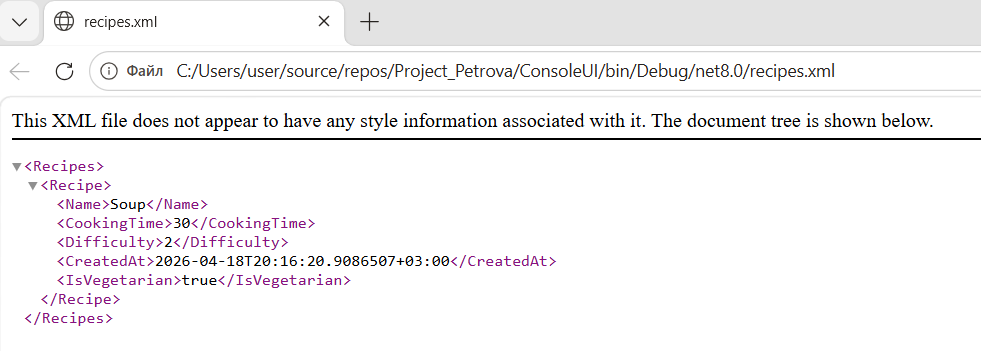 recipes.xml
Файл C:/Users/user/source/repos/Project_Petrova/ConsoleUI/bin/Debug/net8.0/recipes.xml
This XML file does not appear to have any style information associated with it. The document tree is shown below.
<Recipes>
<Recipe>
<Name>Soup</Name>
<CookingTime>30</CookingTime>
<Difficulty>2</Difficulty>
<CreatedAt>2026-04-18T20:16:20.9086507+03:00</CreatedAt>
<IsVegetarian>true</IsVegetarian>
</Recipe>
</Recipes>